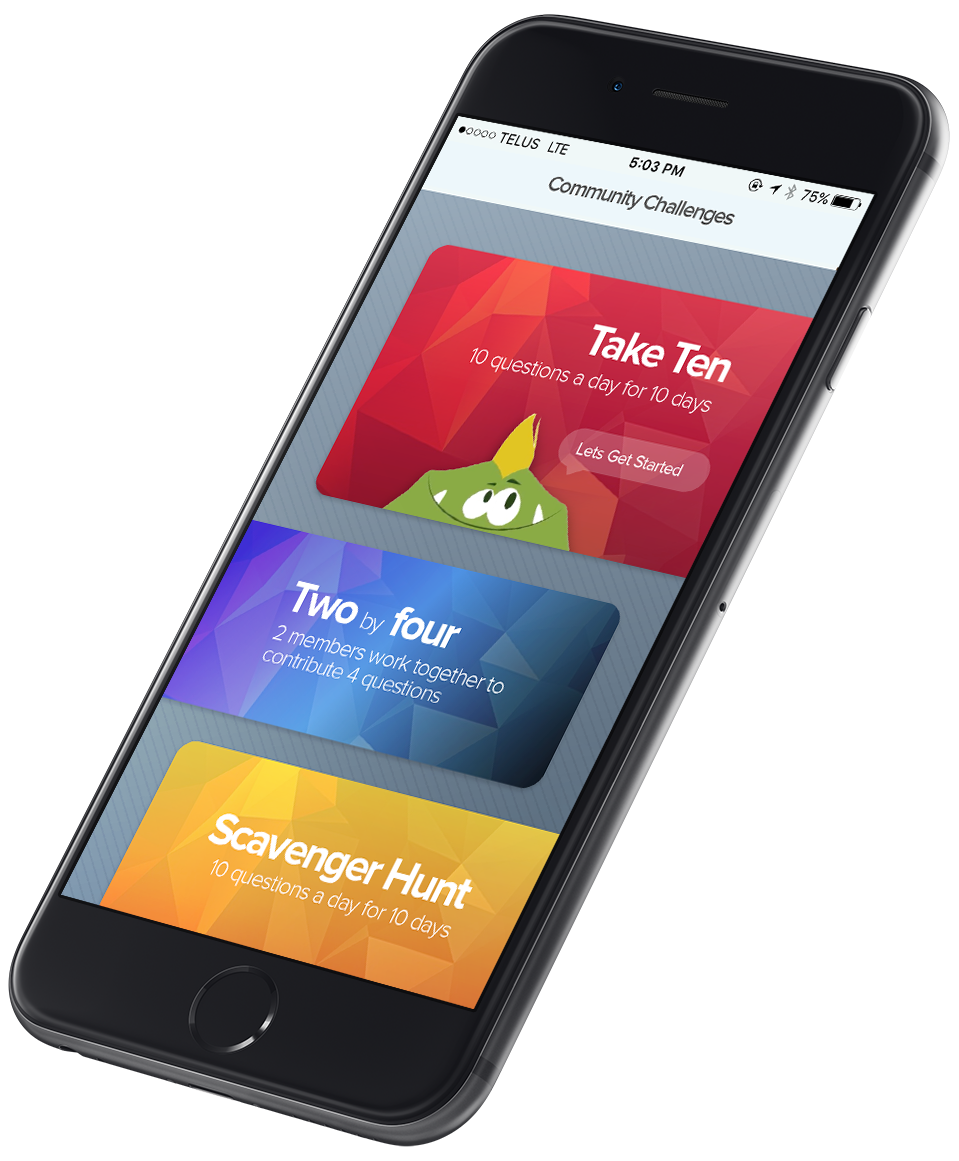 TELUS LTE
5:03 PM
75%
Community Challenges
Take Ten
10 questions a day for 10 days
Lets Get Started
Two by four
2 members work together to
contribute 4 questions
Scavenger Hunt
10 questions a day for 10 days